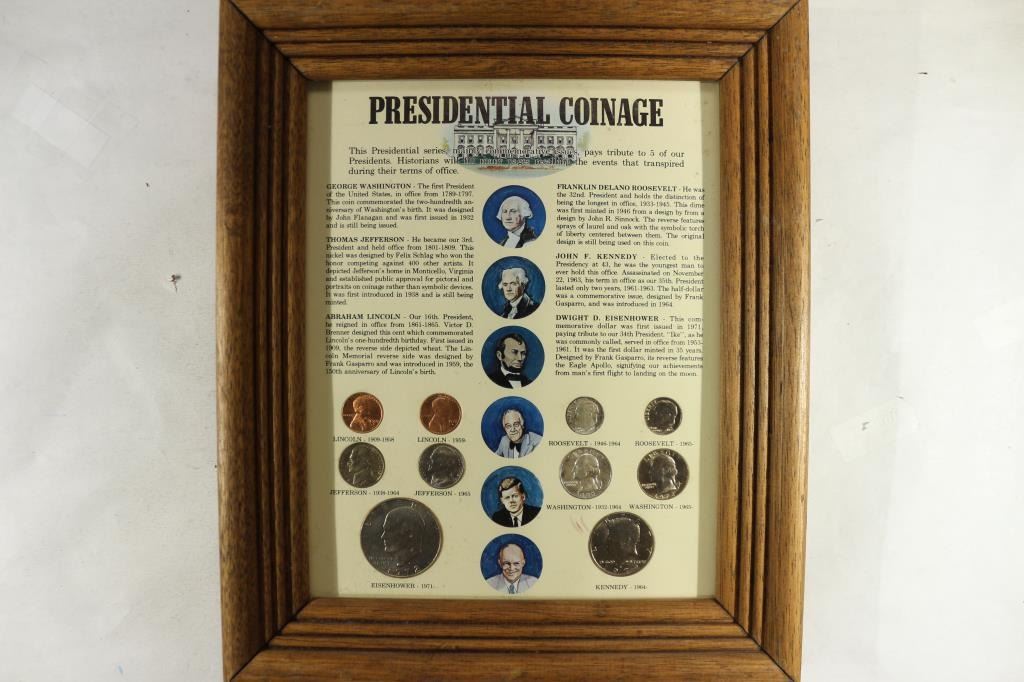 PRESIDENTIAL COINAGE
This Presidential series, mostly commemorative issues, pays tribute to 5 of our
Presidents. Historians will fill many pages recalling the events that transpired
during their terms of office.
GEORGE WASHINGTON - The first President
of the United States, in office from 1789-1797.
This coin commemorated the two-hundredth an-
niversary of Washington's birth. It was designed
by John Flanagan and was first issued in 1932
and is still being issued.
THOMAS JEFFERSON - He became our 3rd.
President and held office from 1801-1809. This
nickel was designed by Felix Schlag who won the
honor competing against 400 other artists. It
depicted Jefferson's home in Monticello, Virginia
and established public approval for pictoral and
portraits on coinage rather than symbolic devices.
It was first introduced in 1938 and is still being
minted.
ABRAHAM LINCOLN - Our 16th. President,
he reigned in office from 1861-1865. Victor D.
Brenner designed this cent which commemorated
Lincoln's one-hundredth birthday. First issued in
1909, the reverse side depicted wheat. The Lin-
coln Memorial reverse side was designed by
Frank Gasparro and was introduced in 1959, the
150th anniversary of Lincoln's birth.
FRANKLIN DELANO ROOSEVELT - He was
the 32nd. President and holds the distinction of
being the longest in office, 1933-1945. This dime
was first minted in 1946 from a design by from a
design by John R. Sinnock. The reverse features
sprays of laurel and oak with the symbolic torch
of liberty centered between them. The original
design is still being used on this coin.
JOHN F. KENNEDY - Elected to the
Presidency at 43, he was the youngest man to
ever hold this office. Assasinated on November
22, 1963, his term in office as our 35th. President
lasted only two years, 1961-1963. The half-dollar
was a commemorative issue, designed by Frank
Gasparro, and was introduced in 1964.
DWIGHT D. EISENHOWER - This com-
memorative dollar was first issued in 1971,
paying tribute to our 34th President. "Ike", as he
was commonly called, served in office from 1953-
1961. It was the first dollar minted in 35 years.
Designed by Frank Gasparro, its reverse features
the Eagle Apollo, signifying our achievements
from man's first flight to landing on the moon.
LINCOLN - 1909-1958
LINCOLN - 1959-
ROOSEVELT - 1946-1964
ROOSEVELT - 1965-
JEFFERSON - 1938-1964
JEFFERSON - 1965
WASHINGTON - 1932-1964
WASHINGTON - 1965-
EISENHOWER - 1971-
KENNEDY - 1964-